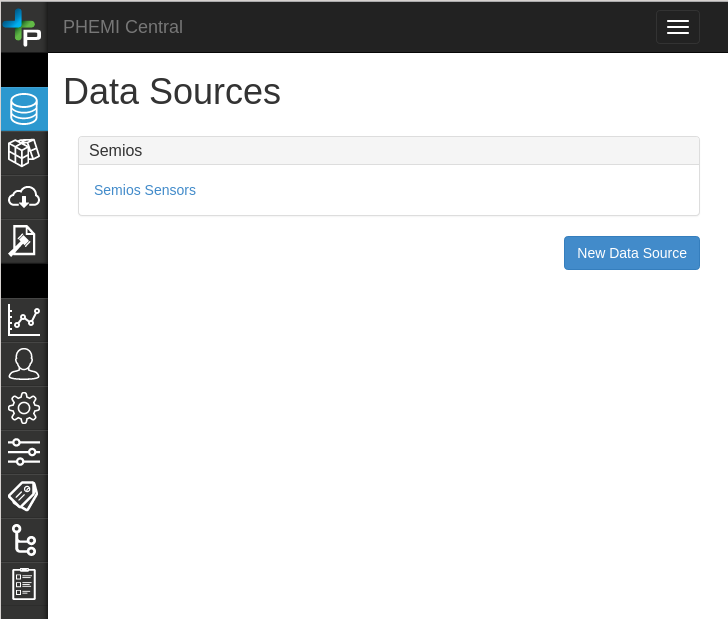 P
PHEMI Central
Data Sources
Semios
Semios Sensors
New Data Source